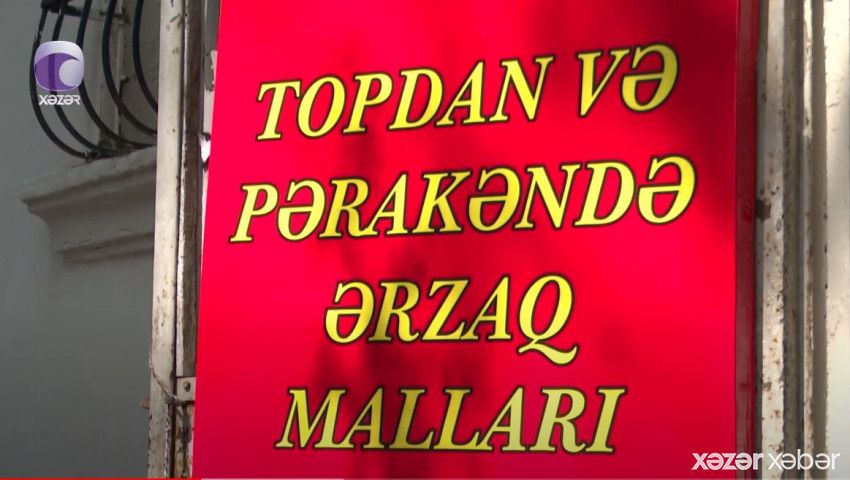 XƏZƏR
TOPDAN VƏ
PƏRAKƏNDƏ
ƏRZAQ
MALLARI
xəzər xəbər